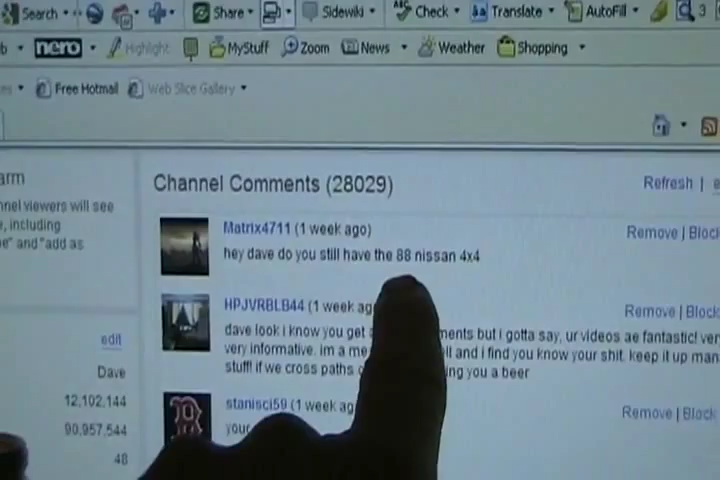 Search Share Sidewiki Check Translate AutoFill 3
nero Highlight MyStuff Zoom News Weather Shopping
Free Hotmail Web Slice Gallery
Channel Comments (28029) Refresh |
nnel viewers will see
, including
e" and "add as
Matrix4711 (1 week ago) Remove | Block
hey dave do you still have the 88 nissan 4x4
HPJVRBLB44 (1 week ag Remove | Block
dave look i know you get ments but i gotta say, ur videos ae fantastic! very
very informative. im a me ll and i find you know your shit. keep it up man
stuff! if we cross paths ing you a beer
edit
Dave
12,102,144
90,957,544
48
stanisci59 (1 week ag Remove | Block
your